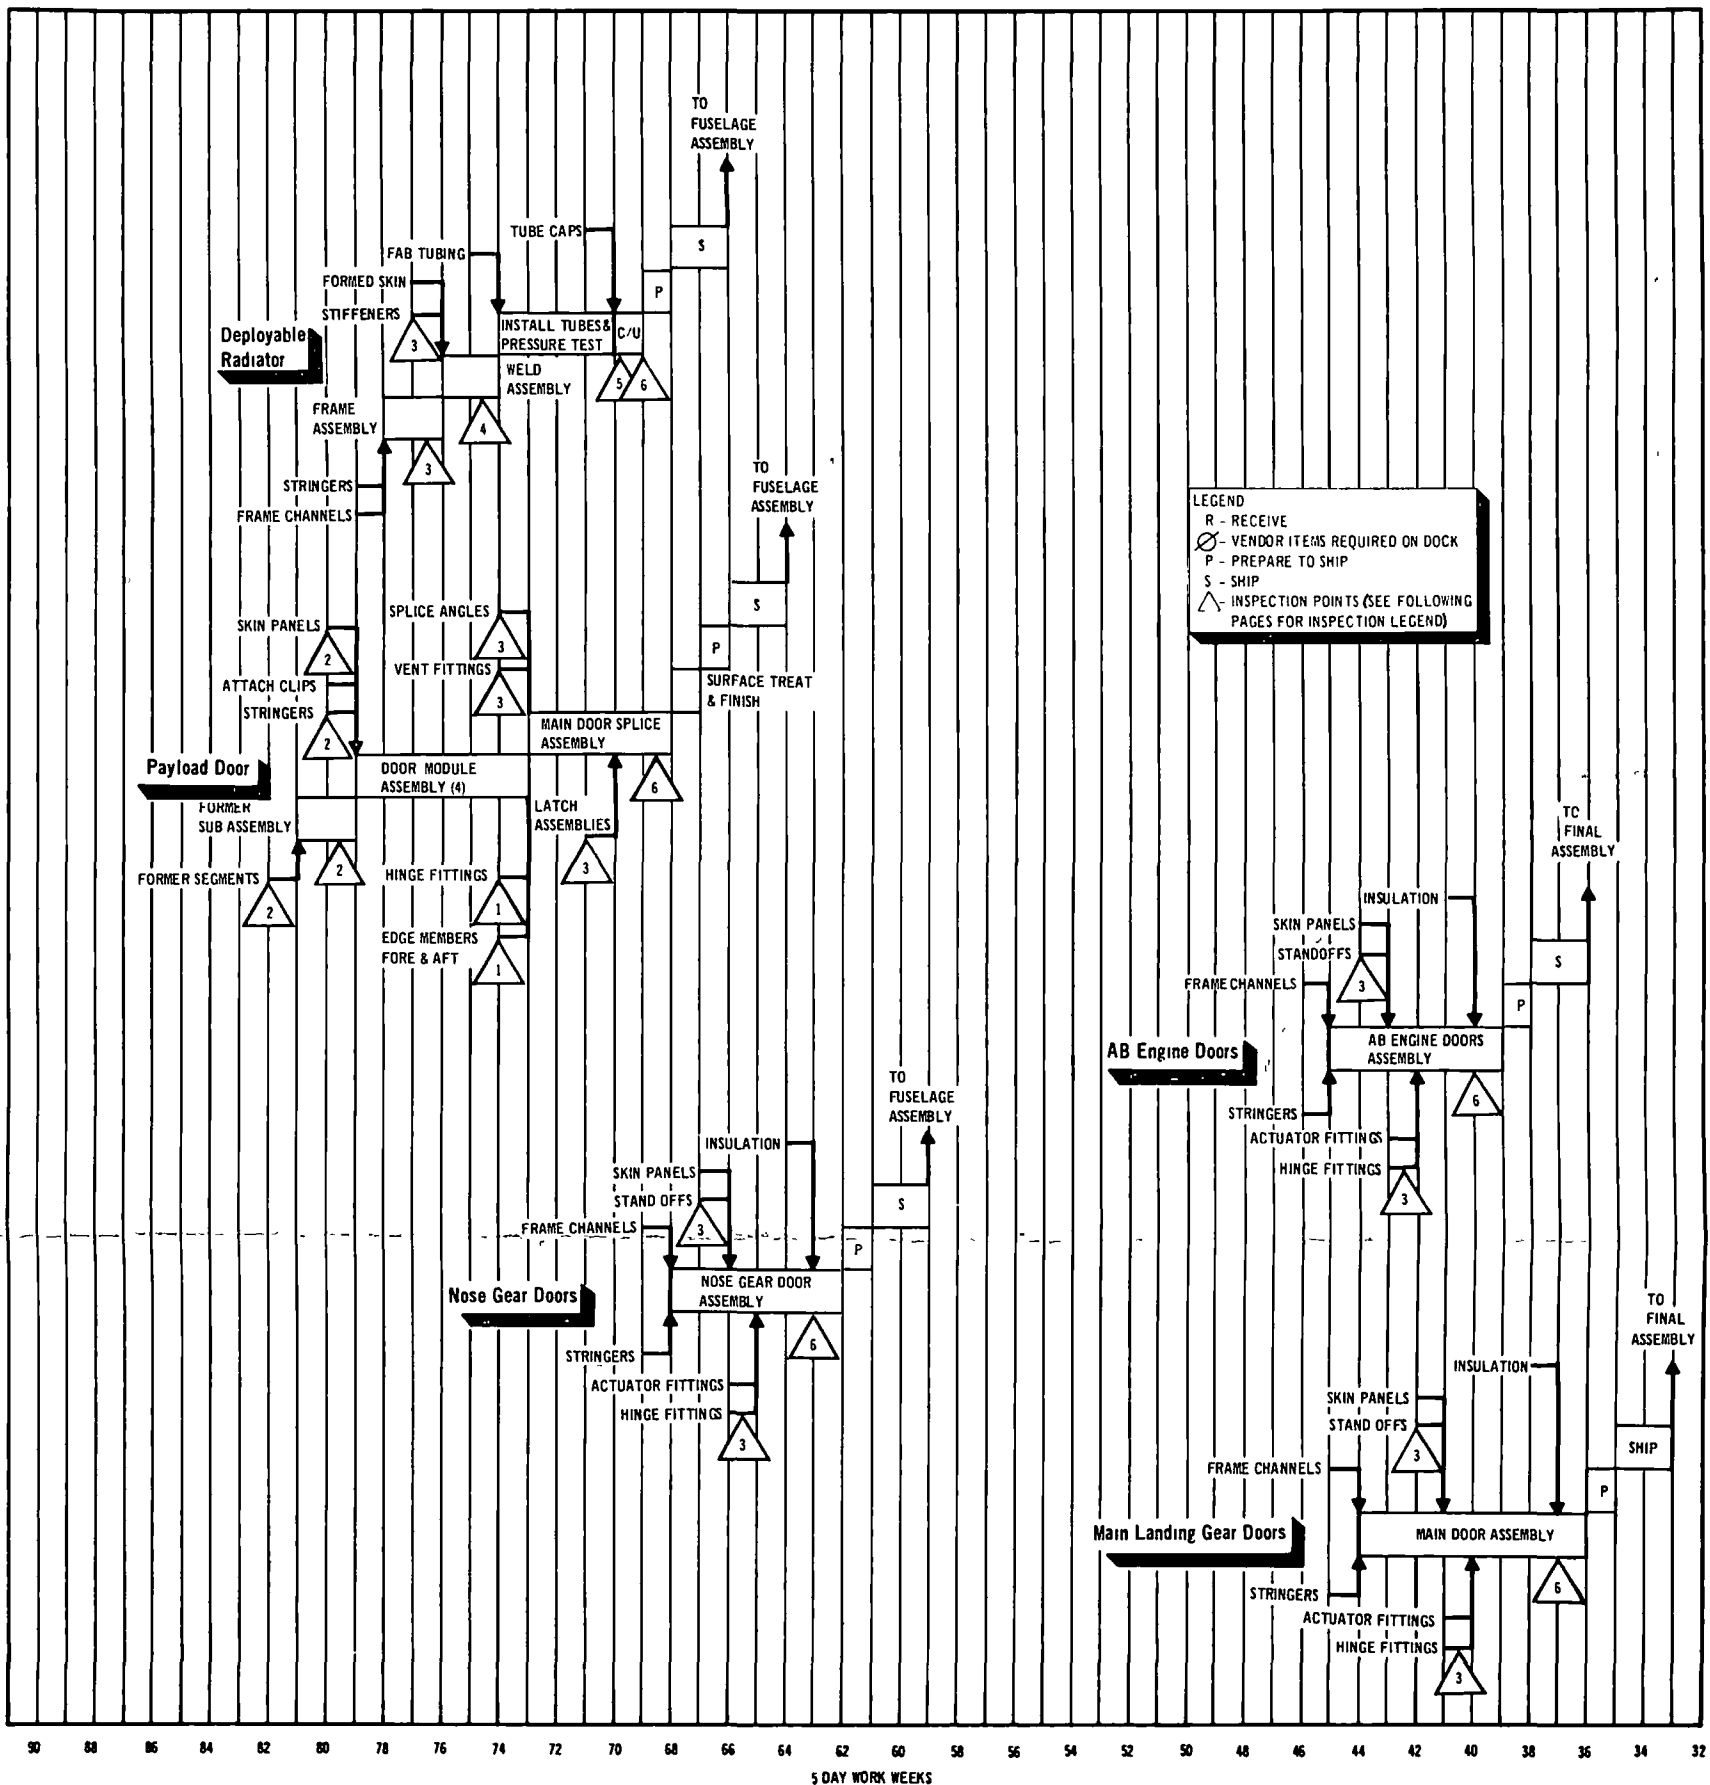 TO
FUSELAGE
ASSEMBLY
TUBE CAPS
S
FAB TUBING
FORMED SKIN
P
STIFFENERS
INSTALL TUBES &
PRESSURE TEST
C/U
Deployable
Radiator
3
WELD
ASSEMBLY
5
6
FRAME
ASSEMBLY
4
3
STRINGERS
FRAME CHANNELS
TO
FUSELAGE
ASSEMBLY
LEGEND
R - RECEIVE
- VENDOR ITEMS REQUIRED ON DOCK
P - PREPARE TO SHIP
S - SHIP
- INSPECTION POINTS (SEE FOLLOWING
PAGES FOR INSPECTION LEGEND)
S
SPLICE ANGLES
SKIN PANELS
3
P
2
VENT FITTINGS
ATTACH CLIPS
SURFACE TREAT
& FINISH
STRINGERS
3
2
MAIN DOOR SPLICE
ASSEMBLY
Payload Door
DOOR MODULE
ASSEMBLY (4)
6
FORMER
SUB ASSEMBLY
LATCH
ASSEMBLIES
2
3
FORMER SEGMENTS
HINGE FITTINGS
2
1
EDGE MEMBERS
FORE & AFT
1
TO
FINAL
ASSEMBLY
INSULATION
SKIN PANELS
STANDOFFS
S
FRAME CHANNELS
3
P
AB Engine Doors
AB ENGINE DOORS
ASSEMBLY
6
STRINGERS
ACTUATOR FITTINGS
HINGE FITTINGS
3
TO
FUSELAGE
ASSEMBLY
INSULATION
SKIN PANELS
STAND OFFS
S
FRAME CHANNELS
3
P
Nose Gear Doors
NOSE GEAR DOOR
ASSEMBLY
6
STRINGERS
ACTUATOR FITTINGS
HINGE FITTINGS
3
TO
FINAL
ASSEMBLY
INSULATION
SKIN PANELS
STAND OFFS
SHIP
3
FRAME CHANNELS
P
Main Landing Gear Doors
MAIN DOOR ASSEMBLY
6
STRINGERS
ACTUATOR FITTINGS
HINGE FITTINGS
3
90 88 86 84 82 80 78 76 74 72 70 68 66 64 62 60 58 56 54 52 50 48 46 44 42 40 38 36 34 32
5 DAY WORK WEEKS